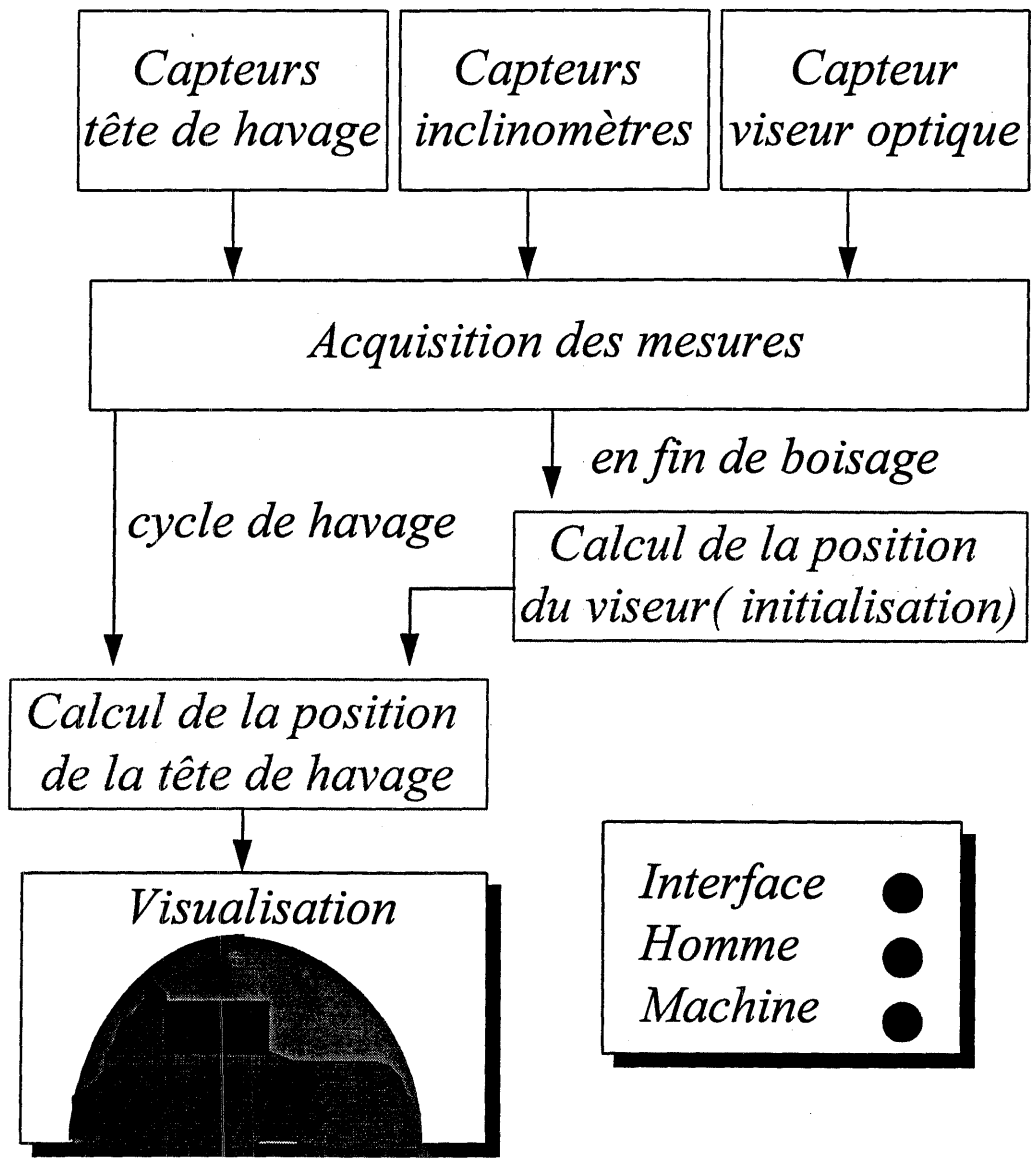 Capteurs
tête de havage
Capteurs
inclinomètres
Capteur
viseur optique
Acquisition des mesures
en fin de boisage
cycle de havage
Calcul de la position
du viseur( initialisation)
Calcul de la position
de la tête de havage
Visualisation
Interface
Homme
Machine